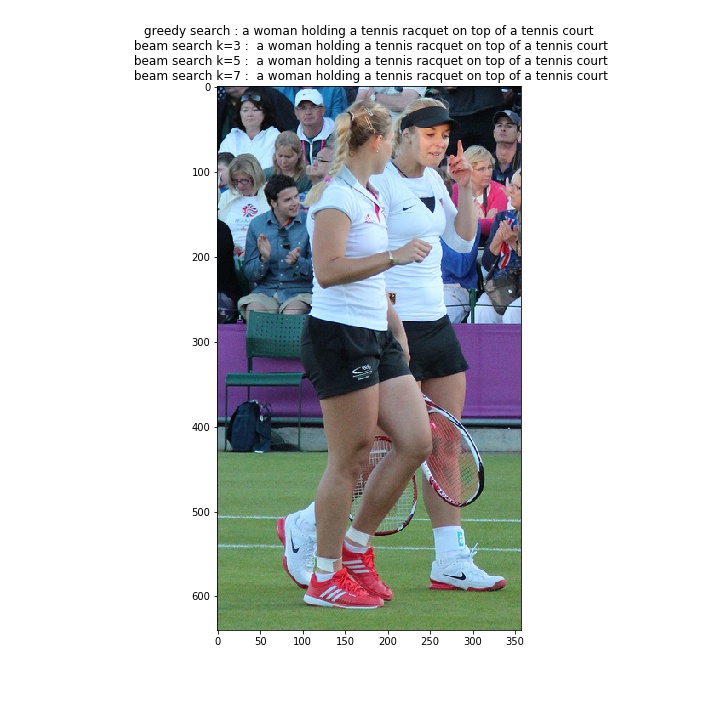 greedy search : a woman holding a tennis racquet on top of a tennis court
beam search k=3 :  a woman holding a tennis racquet on top of a tennis court
beam search k=5 :  a woman holding a tennis racquet on top of a tennis court
beam search k=7 :  a woman holding a tennis racquet on top of a tennis court
0
100
200
300
400
500
600
0 50 100 150 200 250 300 350